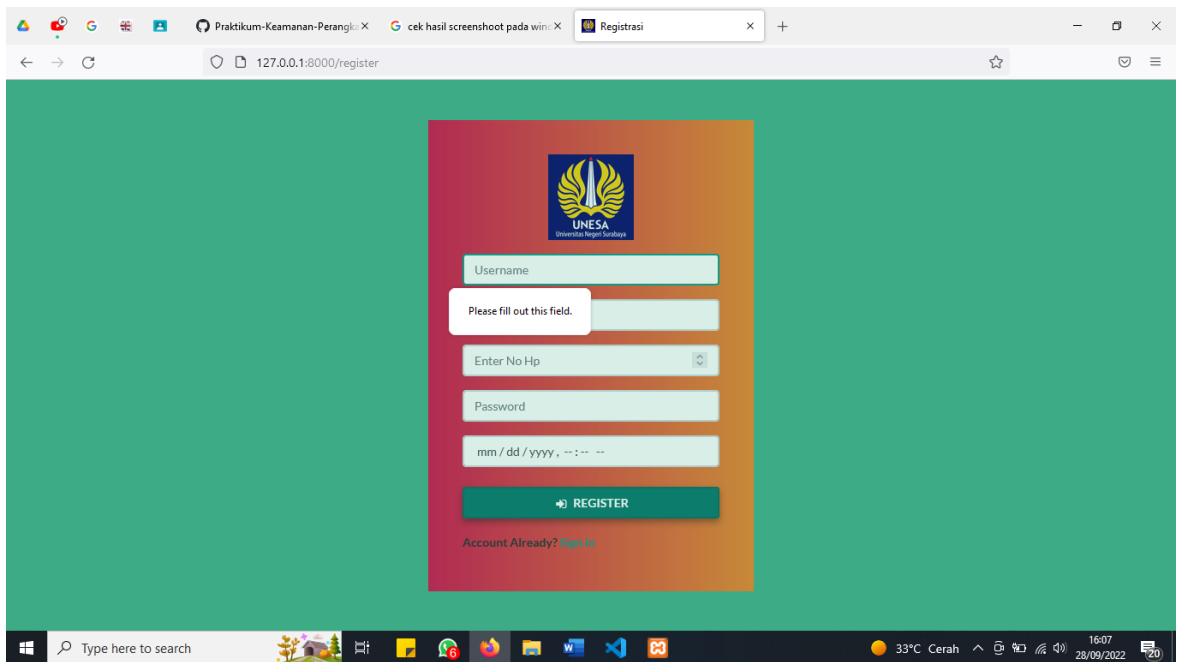 Praktikum-Keamanan-Perangka
cek hasil screenshoot pada wind
Registrasi
127.0.0.1:8000/register
UNESA
Universitas Negeri Surabaya
Username
Please fill out this field.
Enter No Hp
Password
mm / dd / yyyy , -- : -- --
REGISTER
Account Already? Sign in
Type here to search
6
33°C Cerah
16:07
28/09/2022
20